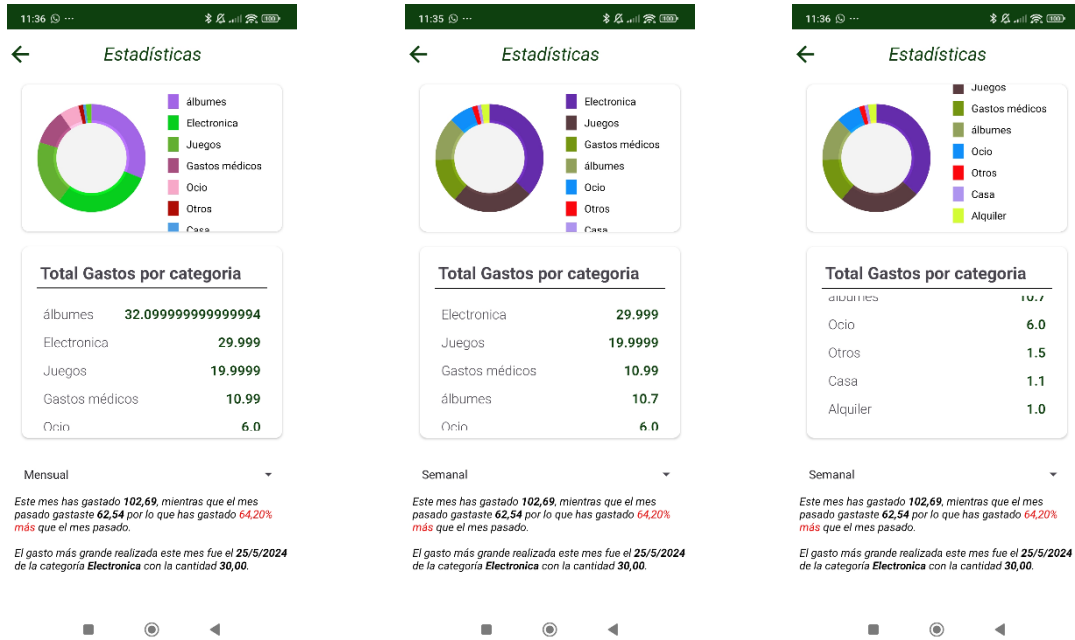 11:36 ··· 100
Estadísticas
álbumes
Electronica
Juegos
Gastos médicos
Ocio
Otros
Casa
Total Gastos por categoria
álbumes 32.099999999999994
Electronica 29.999
Juegos 19.9999
Gastos médicos 10.99
Ocio 6.0
Mensual
Este mes has gastado 102,69, mientras que el mes
pasado gastaste 62,54 por lo que has gastado 64,20%
más que el mes pasado.
El gasto más grande realizada este mes fue el 25/5/2024
de la categoría Electronica con la cantidad 30,00.
11:35 ··· 100
Estadísticas
Electronica
Juegos
Gastos médicos
álbumes
Ocio
Otros
Casa
Total Gastos por categoria
Electronica 29.999
Juegos 19.9999
Gastos médicos 10.99
álbumes 10.7
Ocio 6.0
Semanal
Este mes has gastado 102,69, mientras que el mes
pasado gastaste 62,54 por lo que has gastado 64,20%
más que el mes pasado.
El gasto más grande realizada este mes fue el 25/5/2024
de la categoría Electronica con la cantidad 30,00.
11:36 ··· 100
Estadísticas
Juegos
Gastos médicos
álbumes
Ocio
Otros
Casa
Alquiler
Total Gastos por categoria
álbumes 10.7
Ocio 6.0
Otros 1.5
Casa 1.1
Alquiler 1.0
Semanal
Este mes has gastado 102,69, mientras que el mes
pasado gastaste 62,54 por lo que has gastado 64,20%
más que el mes pasado.
El gasto más grande realizada este mes fue el 25/5/2024
de la categoría Electronica con la cantidad 30,00.